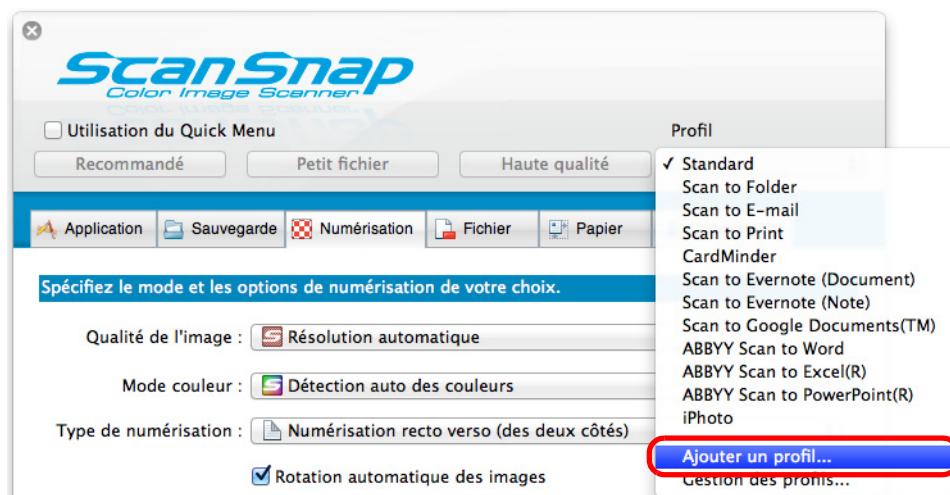 ScanSnap
Color Image Scanner
Utilisation du Quick Menu
Profil
Recommandé
Petit fichier
Haute qualité
✓ Standard
Scan to Folder
Scan to E-mail
Scan to Print
CardMinder
Scan to Evernote (Document)
Scan to Evernote (Note)
Scan to Google Documents(TM)
ABBYY Scan to Word
ABBYY Scan to Excel(R)
ABBYY Scan to PowerPoint(R)
iPhoto
Ajouter un profil...
Gestion des profils...
Application
Sauvegarde
Numérisation
Fichier
Papier
Spécifiez le mode et les options de numérisation de votre choix.
Qualité de l'image : Résolution automatique
Mode couleur : Détection auto des couleurs
Type de numérisation : Numérisation recto verso (des deux côtés)
Rotation automatique des images